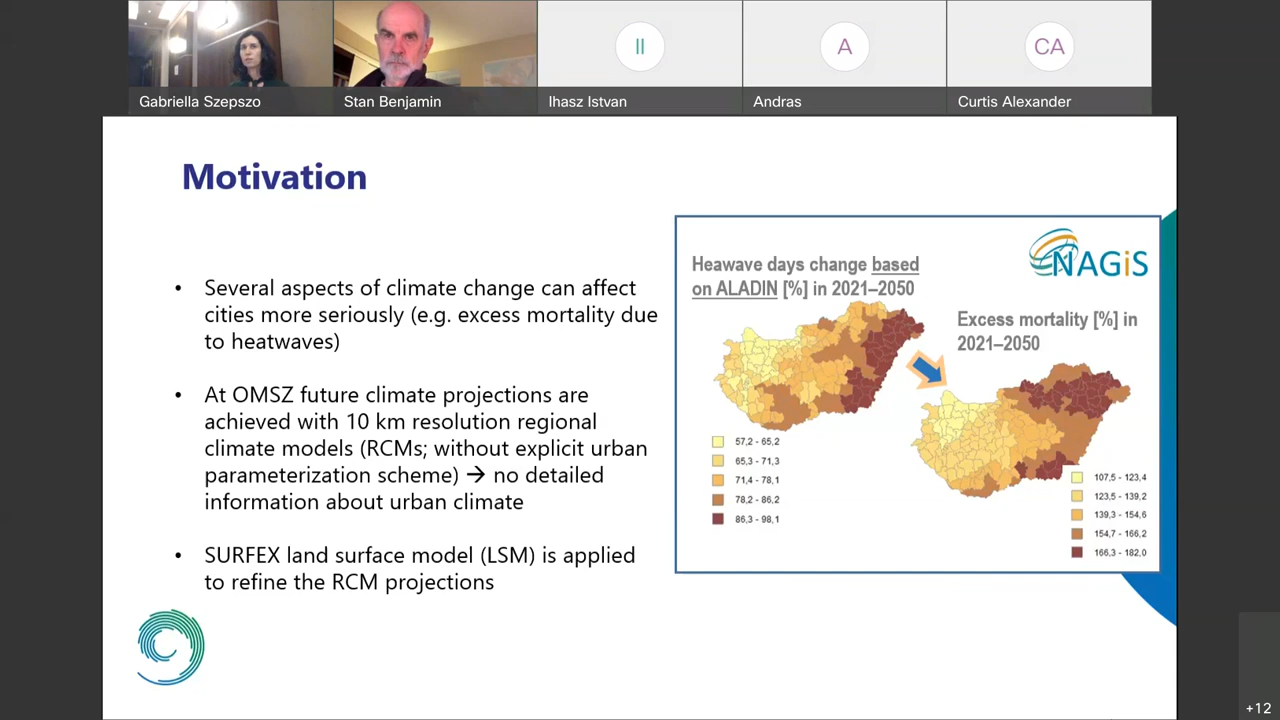 II
A
CA
Gabriella Szepszo
Stan Benjamin
Ihasz Istvan
Andras
Curtis Alexander
Motivation
• Several aspects of climate change can affect
cities more seriously (e.g. excess mortality due
to heatwaves)
• At OMSZ future climate projections are
achieved with 10 km resolution regional
climate models (RCMs; without explicit urban
parameterization scheme) → no detailed
information about urban climate
• SURFEX land surface model (LSM) is applied
to refine the RCM projections
NAGiS
Heawave days change based
on ALADIN [%] in 2021–2050
57,2 - 65,2
65,3 - 71,3
71,4 - 78,1
78,2 - 86,2
86,3 - 98,1
Excess mortality [%] in
2021–2050
107,5 - 123,4
123,5 - 139,2
139,3 - 154,6
154,7 - 166,2
166,3 - 182,0
+12